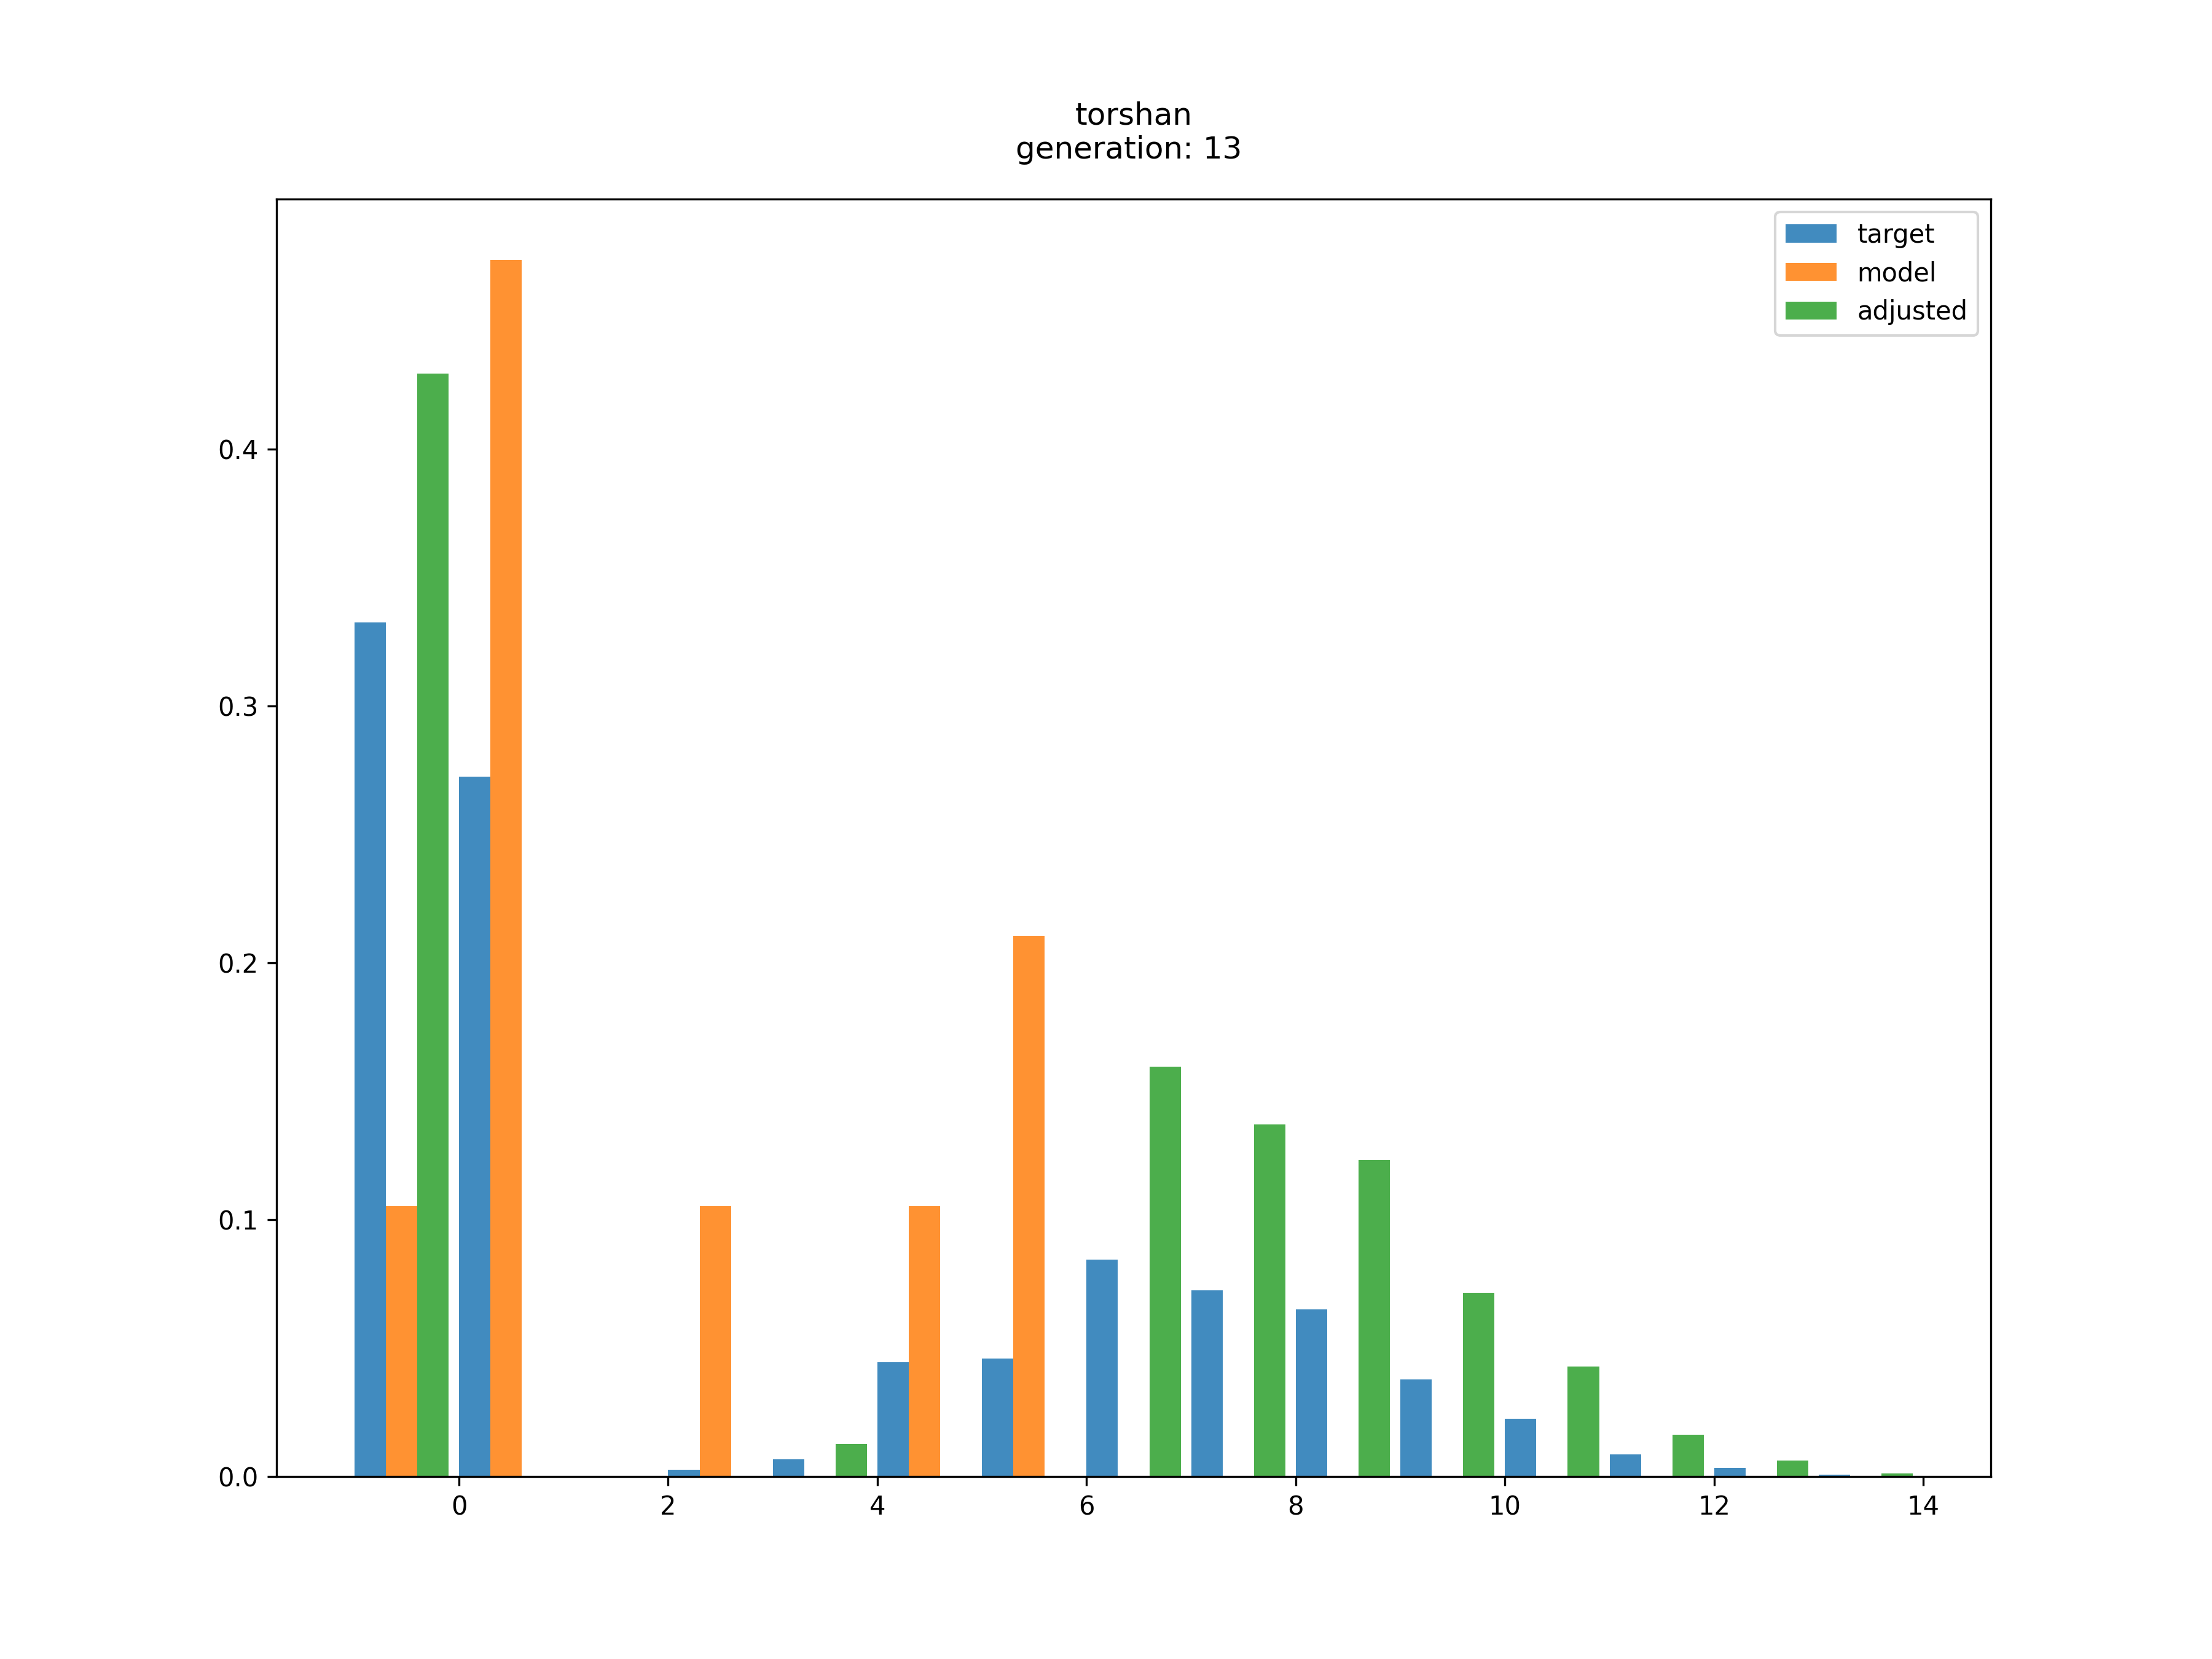 torshan
generation: 13
target
model
adjusted
0.4
0.3
0.2
0.1
0.0
0 2 4 6 8 10 12 14